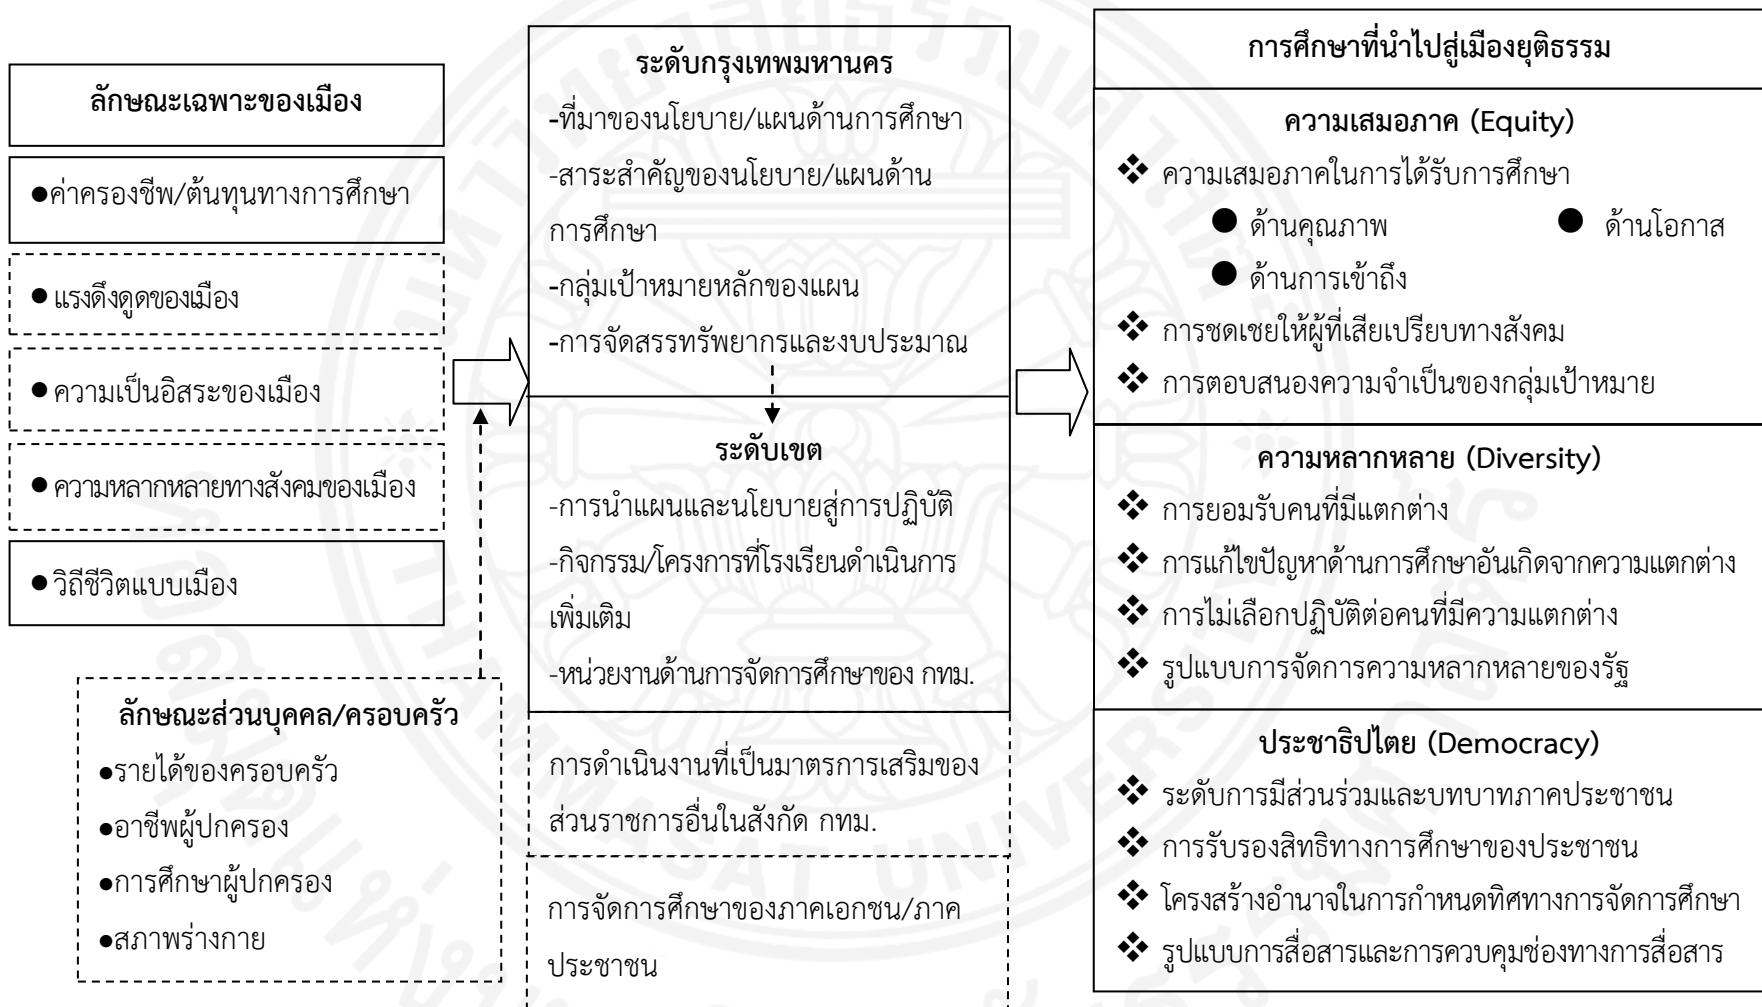 ลักษณะเฉพาะของเมือง
●ค่าครองชีพ/ต้นทุนทางการศึกษา
● แรงดึงดูดของเมือง
● ความเป็นอิสระของเมือง
● ความหลากหลายทางสังคมของเมือง
● วิถีชีวิตแบบเมือง
ลักษณะส่วนบุคคล/ครอบครัว
●รายได้ของครอบครัว
●อาชีพผู้ปกครอง
●การศึกษาผู้ปกครอง
●สภาพร่างกาย
ระดับกรุงเทพมหานคร
-ที่มาของนโยบาย/แผนด้านการศึกษา
-สาระสำคัญของนโยบาย/แผนด้าน
การศึกษา
-กลุ่มเป้าหมายหลักของแผน
-การจัดสรรทรัพยากรและงบประมาณ
ระดับเขต
-การนำแผนและนโยบายสู่การปฏิบัติ
-กิจกรรม/โครงการที่โรงเรียนดำเนินการ
เพิ่มเติม
-หน่วยงานด้านการจัดการศึกษาของ กทม.
การดำเนินงานที่เป็นมาตรการเสริมของ
ส่วนราชการอื่นในสังกัด กทม.
การจัดการศึกษาของภาคเอกชน/ภาค
ประชาชน
การศึกษาที่นำไปสู่เมืองยุติธรรม
ความเสมอภาค (Equity)
❖ ความเสมอภาคในการได้รับการศึกษา
● ด้านคุณภาพ ● ด้านโอกาส
● ด้านการเข้าถึง
❖ การชดเชยให้ผู้ที่เสียเปรียบทางสังคม
❖ การตอบสนองความจำเป็นของกลุ่มเป้าหมาย
ความหลากหลาย (Diversity)
❖ การยอมรับคนที่มีแตกต่าง
❖ การแก้ไขปัญหาด้านการศึกษาอันเกิดจากความแตกต่าง
❖ การไม่เลือกปฏิบัติต่อคนที่มีความแตกต่าง
❖ รูปแบบการจัดการความหลากหลายของรัฐ
ประชาธิปไตย (Democracy)
❖ ระดับการมีส่วนร่วมและบทบาทภาคประชาชน
❖ การรับรองสิทธิทางการศึกษาของประชาชน
❖ โครงสร้างอำนาจในการกำหนดทิศทางการจัดการศึกษา
❖ รูปแบบการสื่อสารและการควบคุมช่องทางการสื่อสาร
THAMMASAT UNIVERSITY